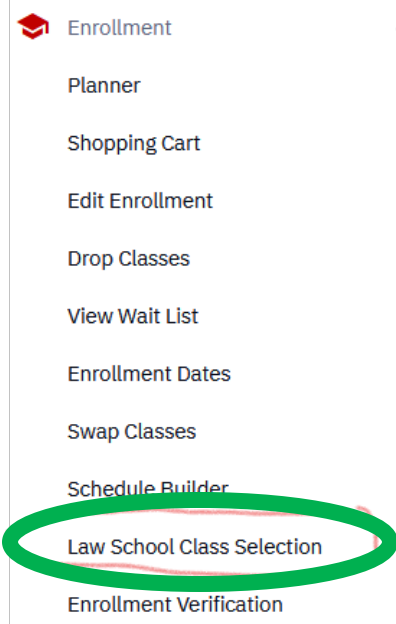 Enrollment
Planner
Shopping Cart
Edit Enrollment
Drop Classes
View Wait List
Enrollment Dates
Swap Classes
Schedule Builder
Law School Class Selection
Enrollment Verification